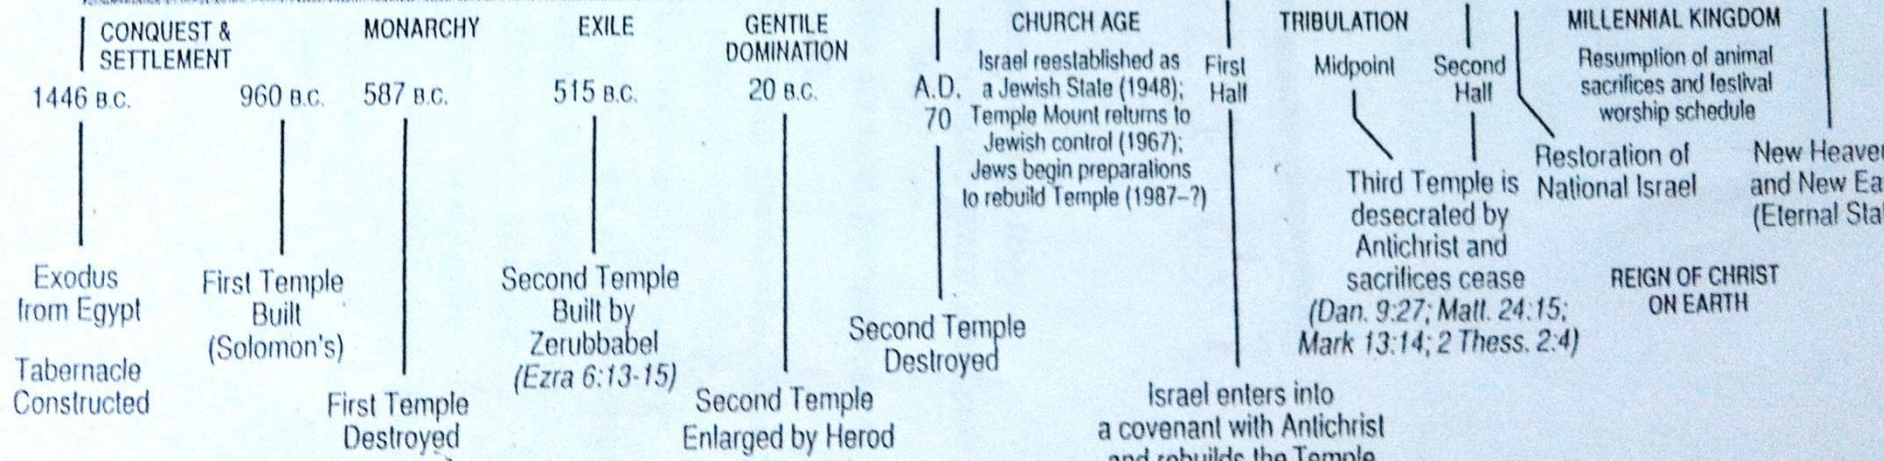 CONQUEST &
SETTLEMENT
MONARCHY
EXILE
GENTILE
DOMINATION
CHURCH AGE
TRIBULATION
MILLENNIAL KINGDOM
1446 B.C.
960 B.C.
587 B.C.
515 B.C.
20 B.C.
A.D.
70
Israel reestablished as
a Jewish State (1948);
Temple Mount returns to
Jewish control (1967);
Jews begin preparations
to rebuild Temple (1987–?)
First
Half
Midpoint
Second
Half
Resumption of animal
sacrifices and festival
worship schedule
Exodus
from Egypt
Tabernacle
Constructed
First Temple
Built
(Solomon's)
First Temple
Destroyed
Second Temple
Built by
Zerubbabel
(Ezra 6:13-15)
Second Temple
Enlarged by Herod
Second Temple
Destroyed
Israel enters into
a covenant with Antichrist
and rebuilds the Temple
Third Temple is
desecrated by
Antichrist and
sacrifices cease
(Dan. 9:27; Matt. 24:15;
Mark 13:14; 2 Thess. 2:4)
Restoration of
National Israel
REIGN OF CHRIST
ON EARTH
New Heave
and New Ea
(Eternal Sta